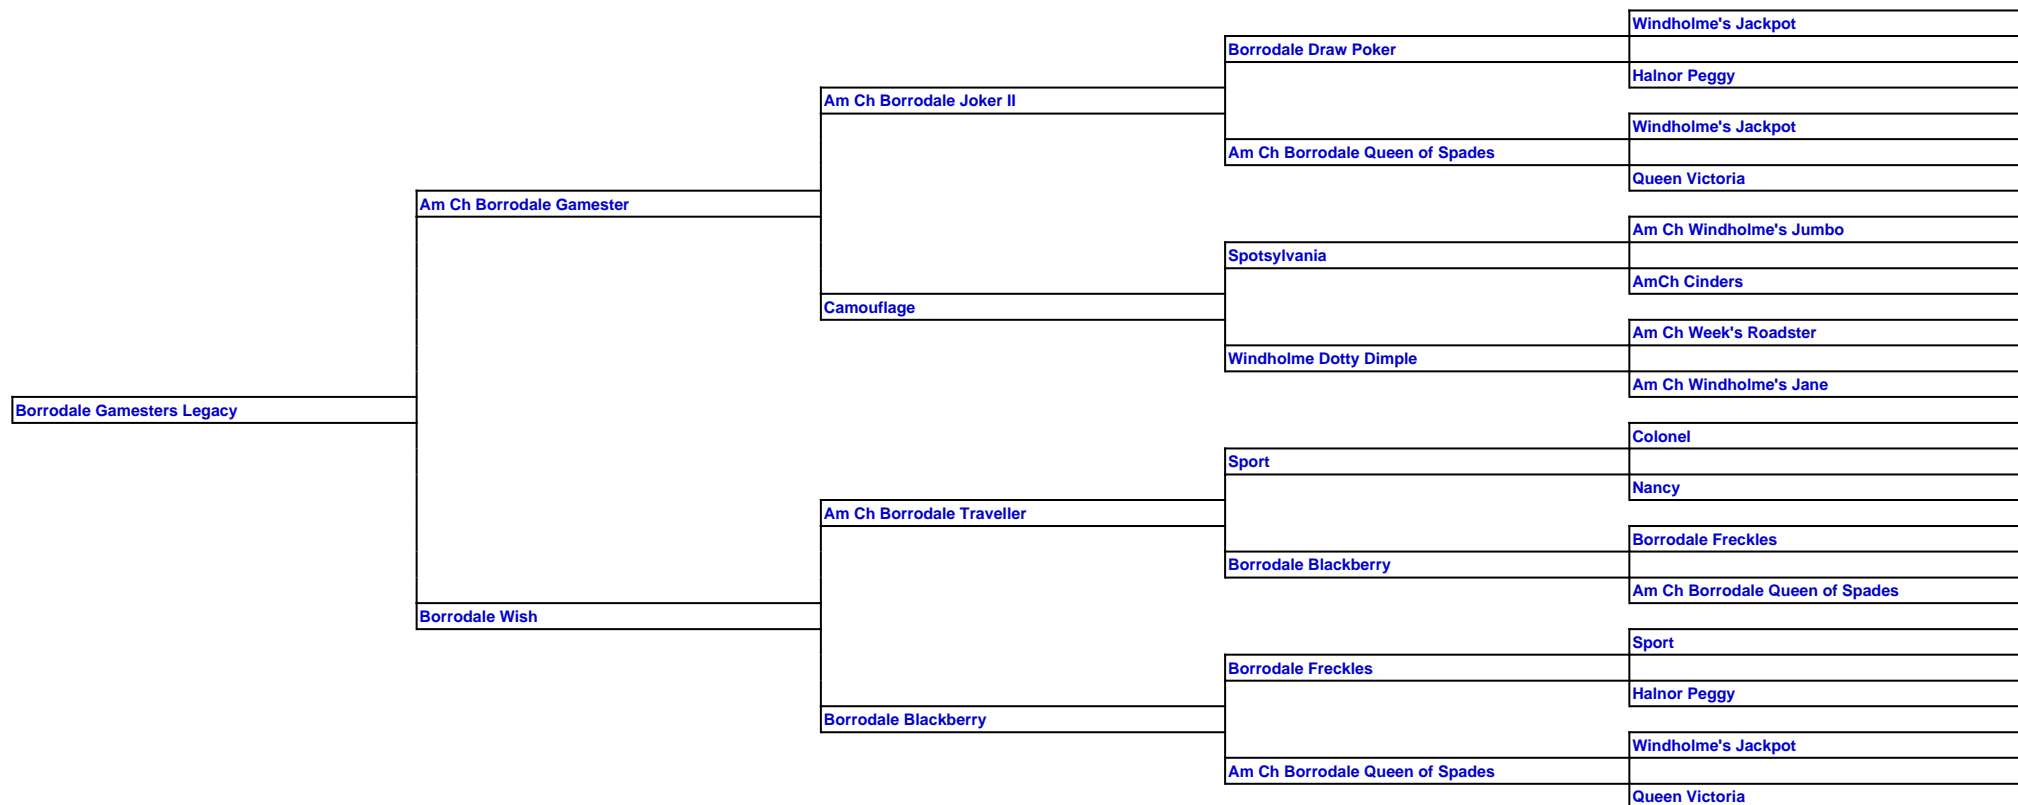 Windholme's Jackpot
Borrodale Draw Poker
Halnor Peggy
Am Ch Borrodale Joker II
Windholme's Jackpot
Am Ch Borrodale Queen of Spades
Queen Victoria
Am Ch Borrodale Gamester
Am Ch Windholme's Jumbo
Spotsylvania
AmCh Cinders
Camouflage
Am Ch Week's Roadster
Windholme Dotty Dimple
Am Ch Windholme's Jane
Borrodale Gamesters Legacy
Colonel
Sport
Nancy
Am Ch Borrodale Traveller
Borrodale Freckles
Borrodale Blackberry
Am Ch Borrodale Queen of Spades
Borrodale Wish
Sport
Borrodale Freckles
Halnor Peggy
Borrodale Blackberry
Windholme's Jackpot
Am Ch Borrodale Queen of Spades
Queen Victoria